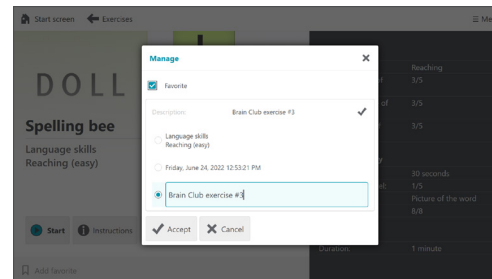 Start screen
Exercises
Me
DOLL
Spelling bee
Language skills
Reaching (easy)
Start
Instructions
Add favorite
Manage
Favorite
Description:
Brain Club exercise #3
Language skills
Reaching (easy)
Friday, June 24, 2022 12:53:21 PM
Brain Club exercise #3
Accept
Cancel
Reaching
3/5
of
3/5
3/5
y
30 seconds
el:
1/5
Picture of the word
8/8
Duration:
1 minute